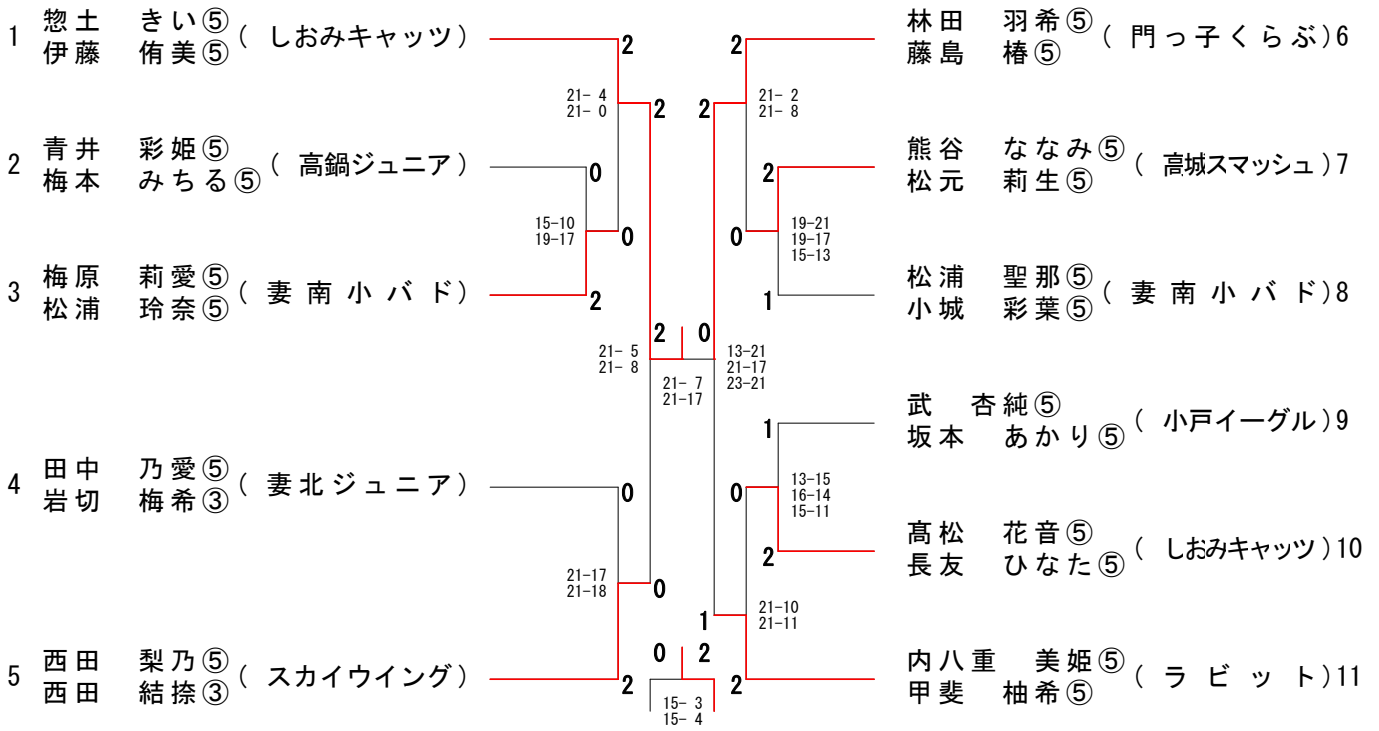 1 惣土 きい⑤ ( しおみキャッツ )
伊藤 侑美⑤
2 青井 彩姫⑤ ( 高鍋ジュニア )
梅本 みちる⑤
3 梅原 莉愛⑤ ( 妻南小バド )
松浦 玲奈⑤
4 田中 乃愛⑤ ( 妻北ジュニア )
岩切 梅希③
5 西田 梨乃⑤ ( スカイウイング )
西田 結捺③
2
21- 4
21- 0
2
0
15-10
19-17
0
2
21- 5
21- 8
2 0
21- 7
21-17
0
21-17
21-18
0
2
0 2
15- 3
15- 4
2
2
21- 2
21- 8
2
0
19-21
19-17
15-13
1
13-21
21-17
23-21
1
0
13-15
16-14
15-11
2
1
21-10
21-11
2
林田 羽希⑤ ( 門っ子くらぶ ) 6
藤島 椿⑤
熊谷 ななみ⑤ ( 高城スマッシュ ) 7
松元 莉生⑤
松浦 聖那⑤ ( 妻南小バド ) 8
小城 彩葉⑤
武 杏純⑤ ( 小戸イーグル ) 9
坂本 あかり⑤
髙松 花音⑤ ( しおみキャッツ ) 10
長友 ひなた⑤
内八重 美姫⑤ ( ラビット ) 11
甲斐 柚希⑤